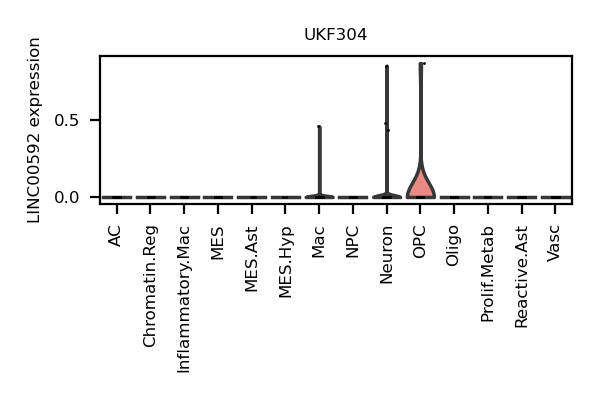 UKF304
LINC00592 expression
0.5
0.0
AC
Chromatin.Reg
Inflammatory.Mac
MES
MES.Ast
MES.Hyp
Mac
NPC
Neuron
OPC
Oligo
Prolif.Metab
Reactive.Ast
Vasc